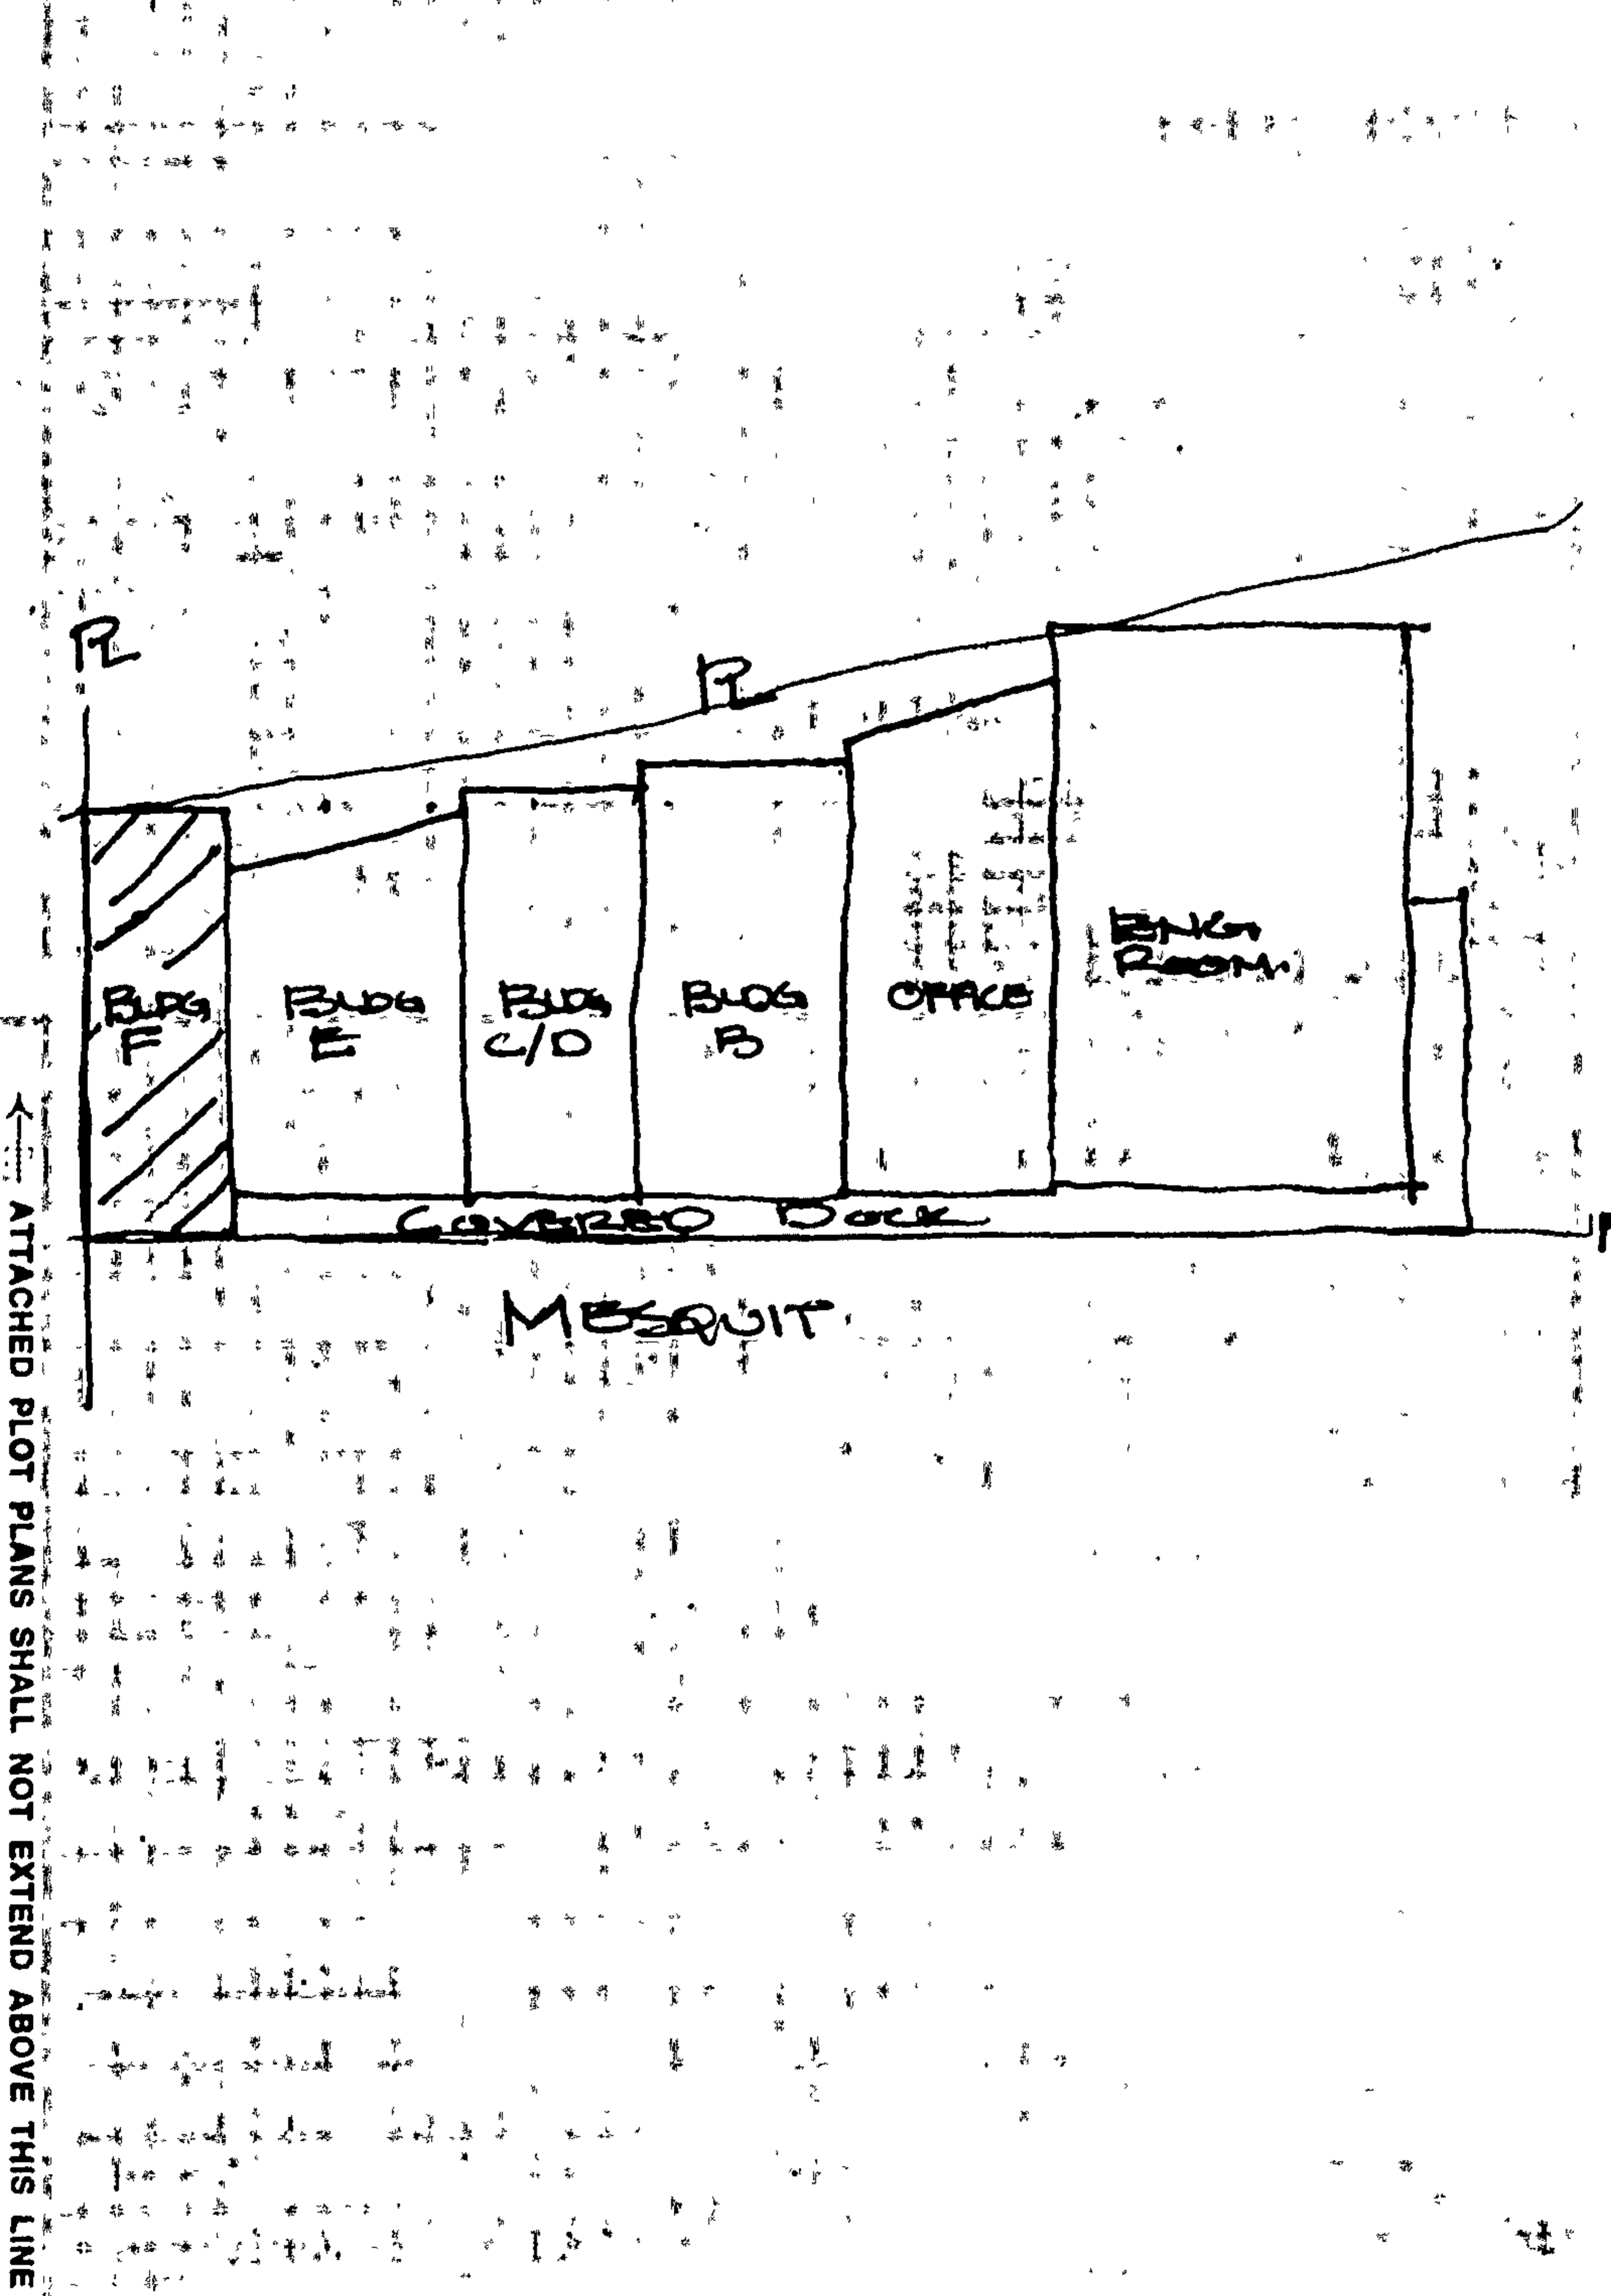 PL
PL
BLDG
F
BLDG
E
BLDG
C/D
BLDG
B
OFFICE
ENG.
ROOM.
COVERED DOCK
MESQUIT
ATTACHED PLOT PLANS SHALL NOT EXTEND ABOVE THIS LINE